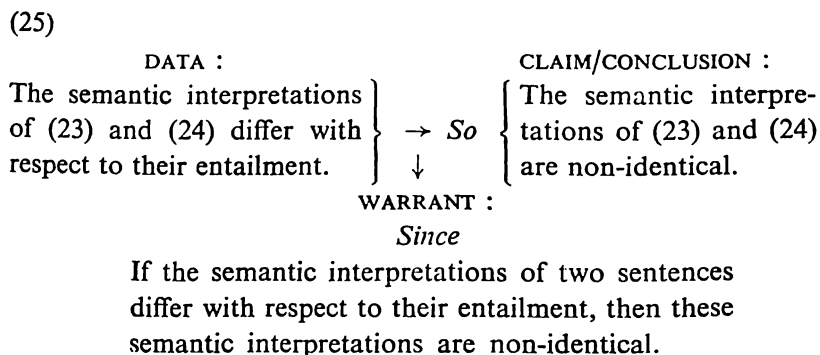 (25)
DATA : CLAIM/CONCLUSION :
The semantic interpretations The semantic interpre-
of (23) and (24) differ with → So tations of (23) and (24)
respect to their entailment. ↓ are non-identical.
WARRANT :
Since
If the semantic interpretations of two sentences
differ with respect to their entailment, then these
semantic interpretations are non-identical.